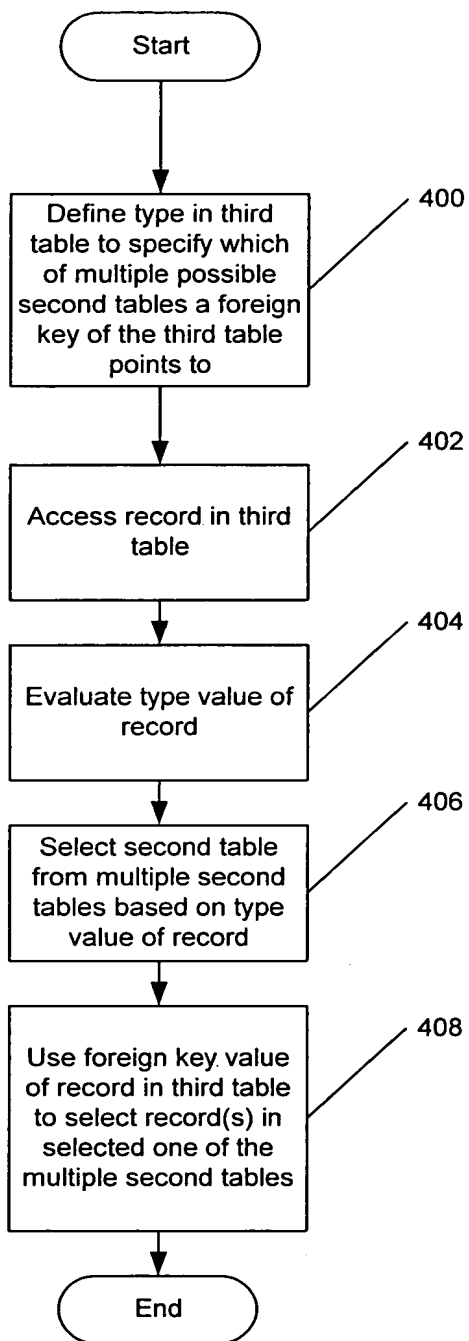 Start
400
Define type in third
table to specify which
of multiple possible
second tables a foreign
key of the third table
points to
402
Access record in third
table
404
Evaluate type value of
record
406
Select second table
from multiple second
tables based on type
value of record
408
Use foreign key value
of record in third table
to select record(s) in
selected one of the
multiple second tables
End